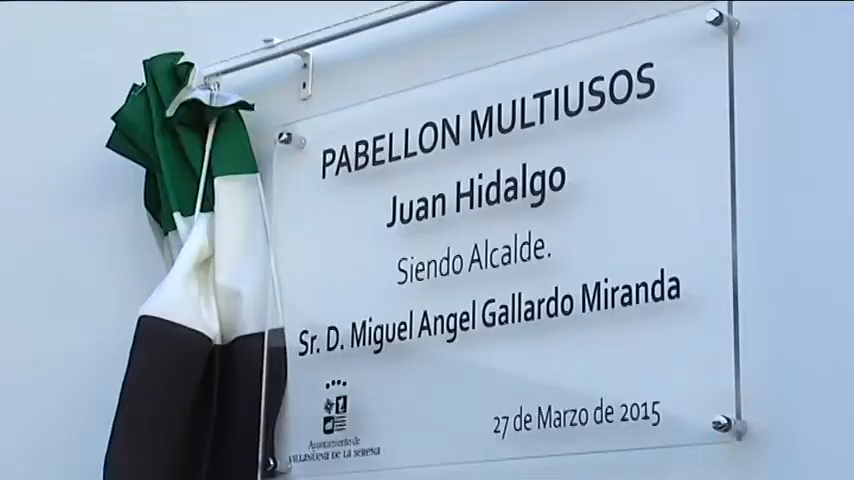 PABELLON MULTIUSOS
Juan Hidalgo
Siendo Alcalde.
Sr. D. Miguel Angel Gallardo Miranda
27 de Marzo de 2015
Ayuntamiento de
VILLANUEVA DE LA SERENA